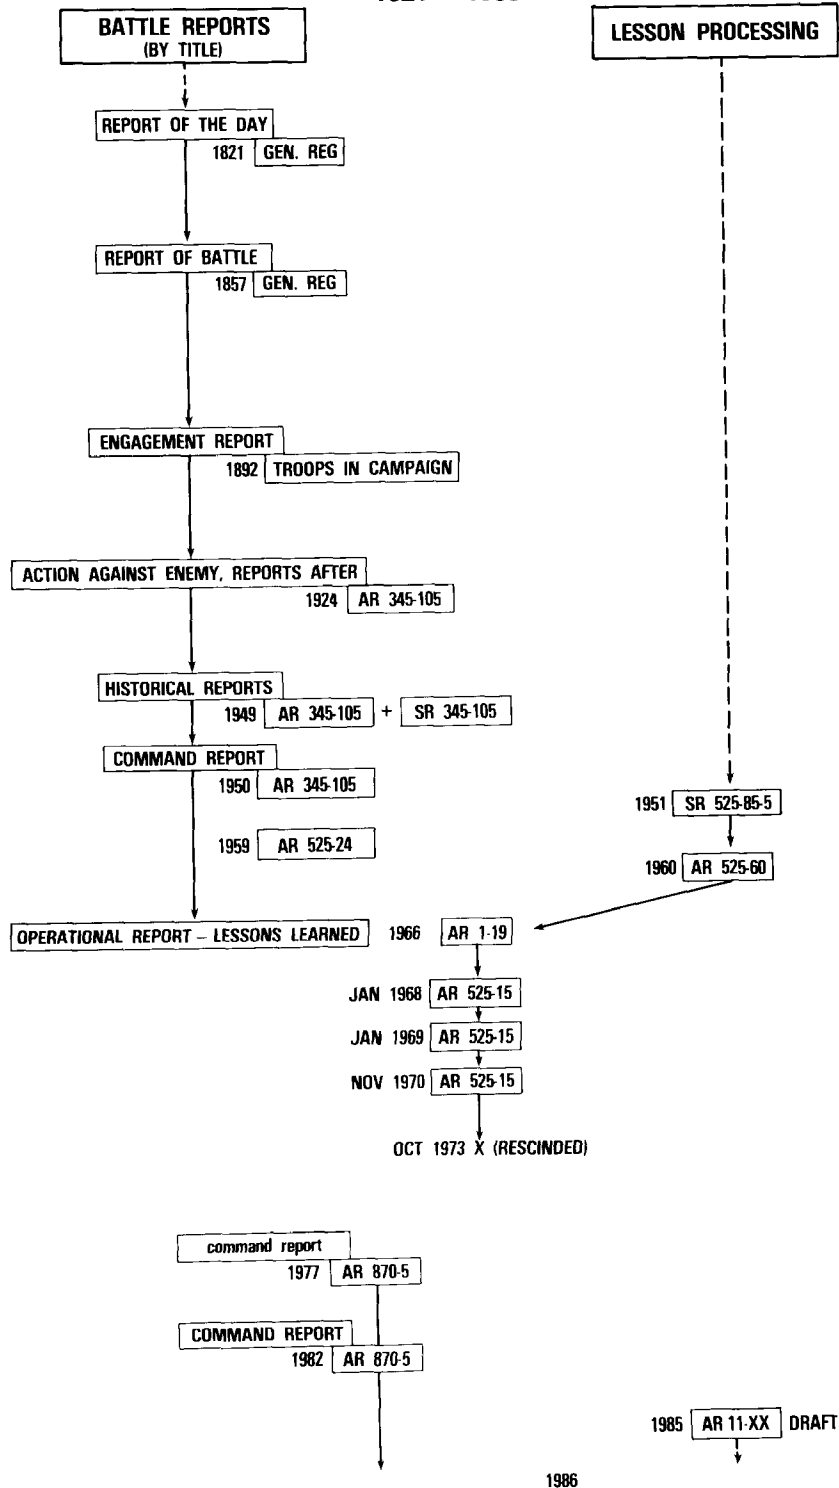 BATTLE REPORTS
(BY TITLE)
LESSON PROCESSING
REPORT OF THE DAY
1821 GEN. REG
REPORT OF BATTLE
1857 GEN. REG
ENGAGEMENT REPORT
1892 TROOPS IN CAMPAIGN
ACTION AGAINST ENEMY, REPORTS AFTER
1924 AR 345-105
HISTORICAL REPORTS
1949 AR 345-105 + SR 345-105
COMMAND REPORT
1950 AR 345-105
1951 SR 525-85-5
1959 AR 525-24
1960 AR 525-60
OPERATIONAL REPORT – LESSONS LEARNED 1966 AR 1-19
JAN 1968 AR 525-15
JAN 1969 AR 525-15
NOV 1970 AR 525-15
OCT 1973 X (RESCINDED)
command report
1977 AR 870-5
COMMAND REPORT
1982 AR 870-5
1985 AR 11-XX DRAFT
1986